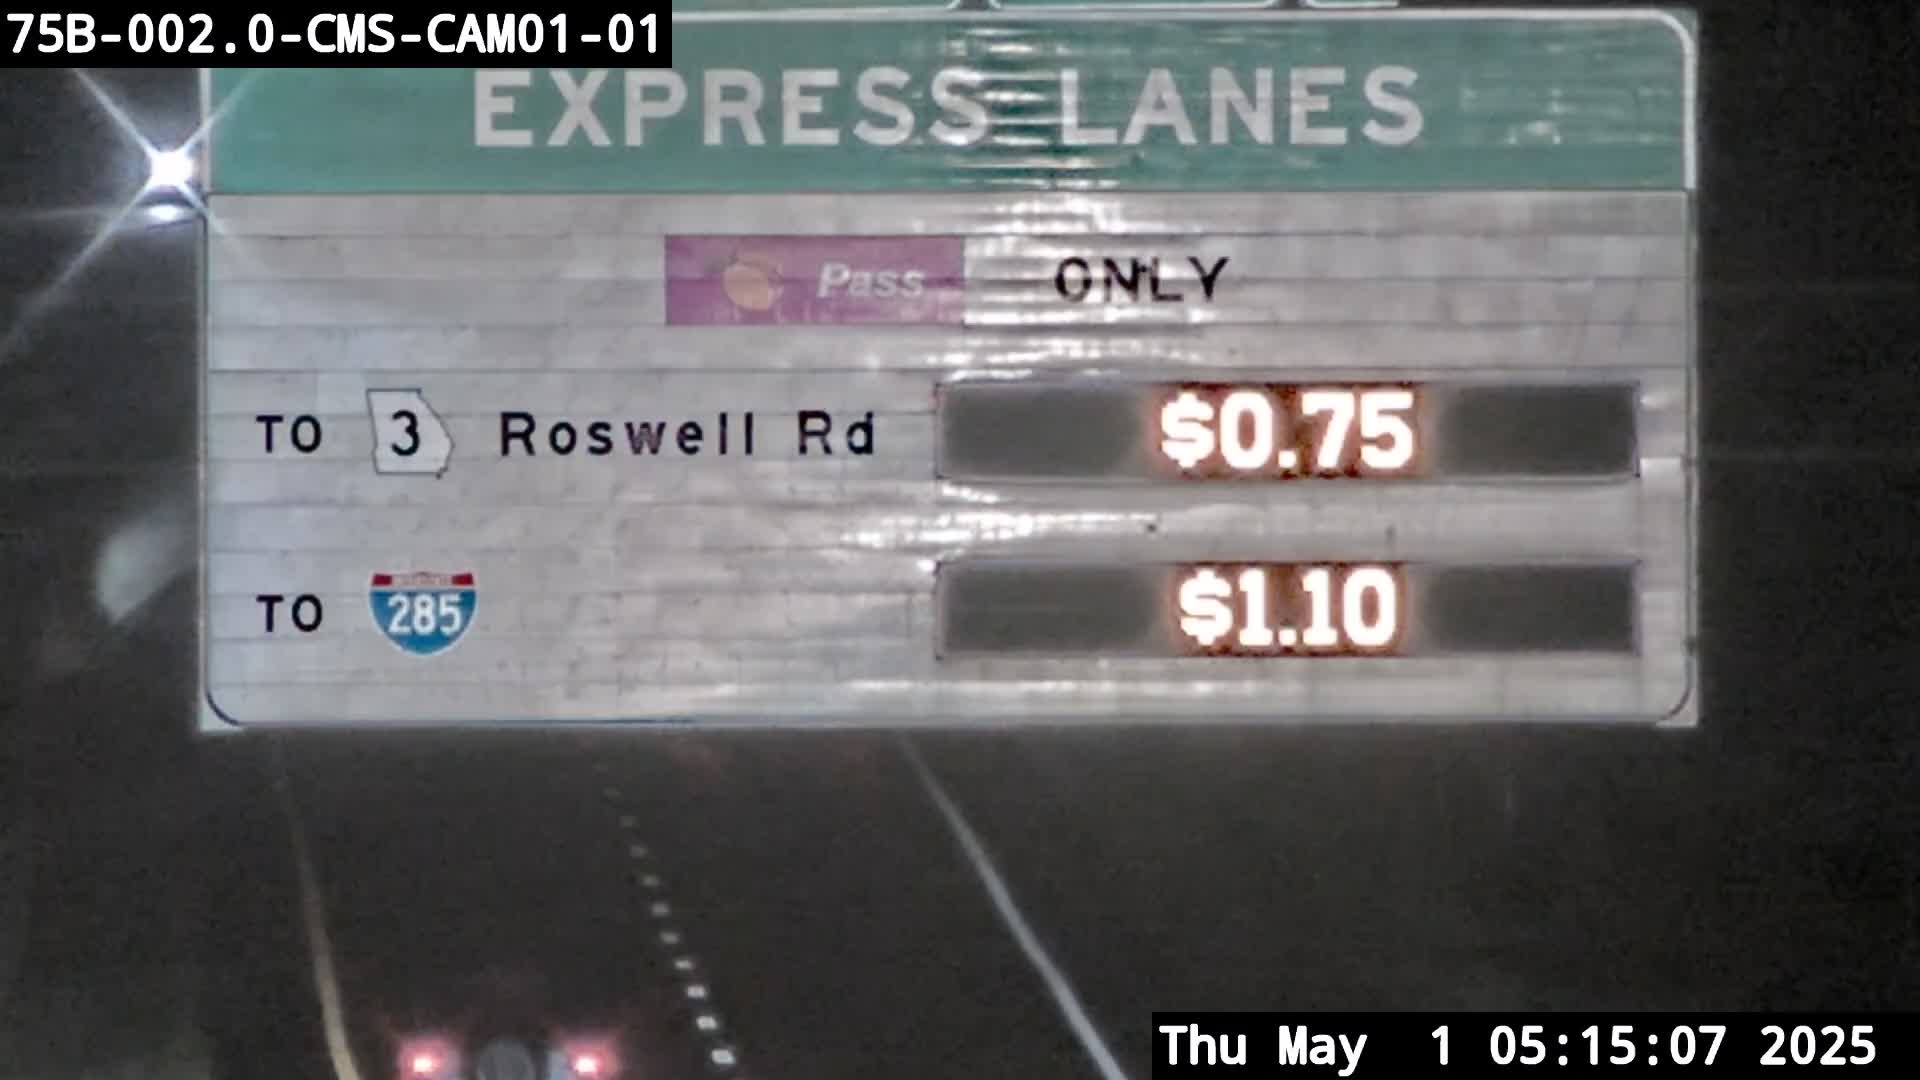 75B-002.0-CMS-CAM01-01
EXPRESS LANES
Pass ONLY
TO 3 Roswell Rd $0.75
TO 285 $1.10
Thu May 1 05:15:07 2025